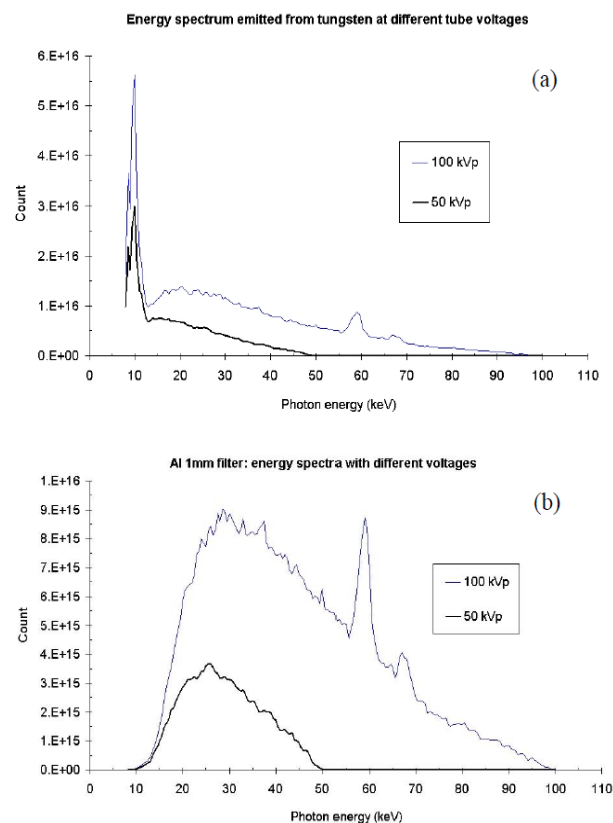 Energy spectrum emitted from tungsten at different tube voltages
(a)
6.E+16
5.E+16
4.E+16
3.E+16
2.E+16
1.E+16
0.E+00
Count
100 kVp
50 kVp
0 10 20 30 40 50 60 70 80 90 100 110
Photon energy (keV)
Al 1mm filter: energy spectra with different voltages
(b)
1.E+16
9.E+15
8.E+15
7.E+15
6.E+15
5.E+15
4.E+15
3.E+15
2.E+15
1.E+15
0.E+00
Count
100 kVp
50 kVp
0 10 20 30 40 50 60 70 80 90 100 110
Photon energy (keV)